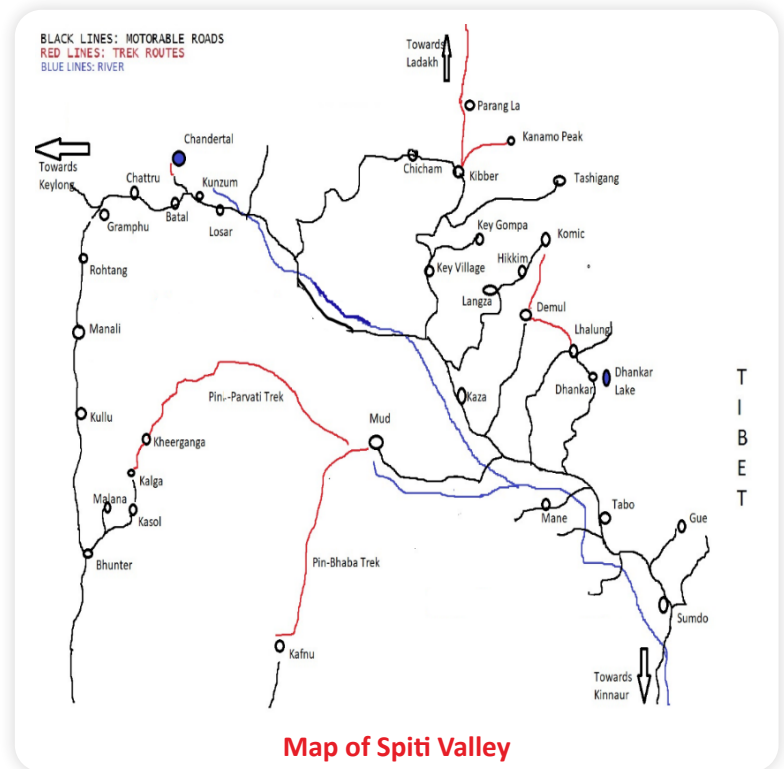 BLACK LINES: MOTORABLE ROADS
RED LINES: TREK ROUTES
BLUE LINES: RIVER
Towards
Ladakh
Parang La
Kanamo Peak
Chandertal
Towards
Keylong
Chattru
Kunzum
Chicham
Kibber
Tashigang
Gramphu
Batal
Losar
Key Gompa
Komic
Hikkim
Rohtang
Key Village
Langza
Demul
Lhalung
Manali
Dhankar
Dhankar
Lake
Pin-Parvati Trek
Kaza
TIBET
Kullu
Mud
Kheerganga
Kalga
Malana
Kasol
Mane
Tabo
Gue
Bhunter
Pin-Bhaba Trek
Sumdo
Kafnu
Towards
Kinnaur
Map of Spiti Valley